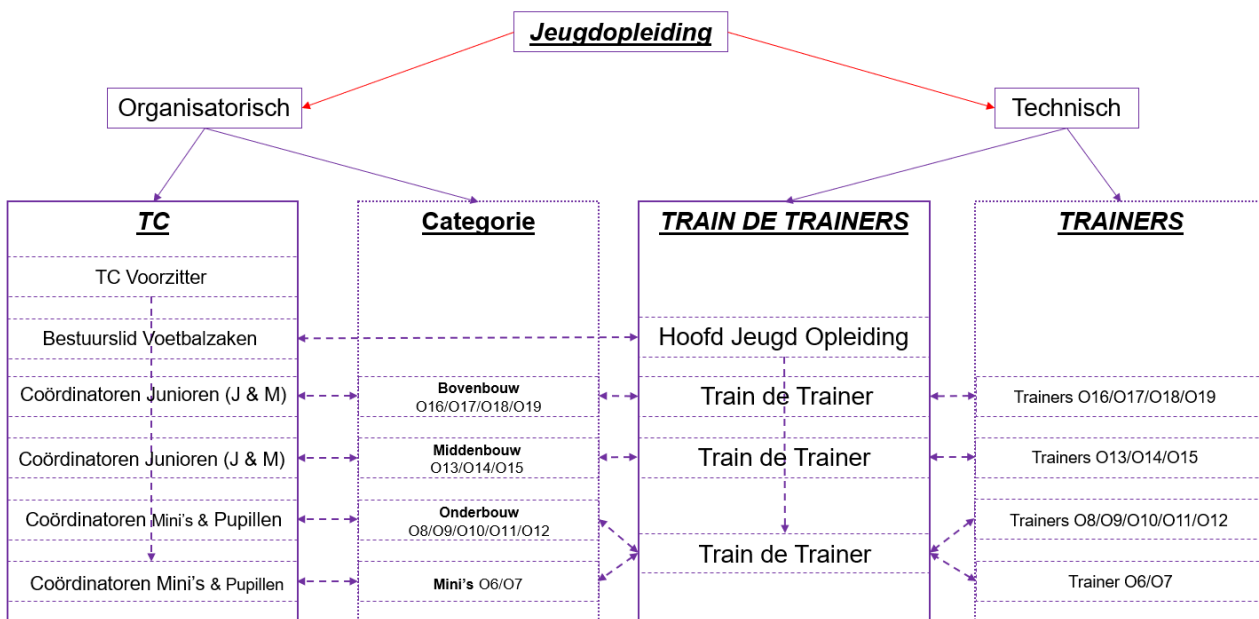 Jeugdopleiding
Organisatorisch
Technisch
TC
Categorie
TRAIN DE TRAINERS
TRAINERS
TC Voorzitter
Bestuurslid Voetbalzaken
Hoofd Jeugd Opleiding
Coördinatoren Junioren (J & M)
Bovenbouw
O16/O17/O18/O19
Train de Trainer
Trainers O16/O17/O18/O19
Coördinatoren Junioren (J & M)
Middenbouw
O13/O14/O15
Train de Trainer
Trainers O13/O14/O15
Coördinatoren Mini's & Pupillen
Onderbouw
O8/O9/O10/O11/O12
Trainers O8/O9/O10/O11/O12
Train de Trainer
Coördinatoren Mini's & Pupillen
Mini's O6/O7
Trainer O6/O7